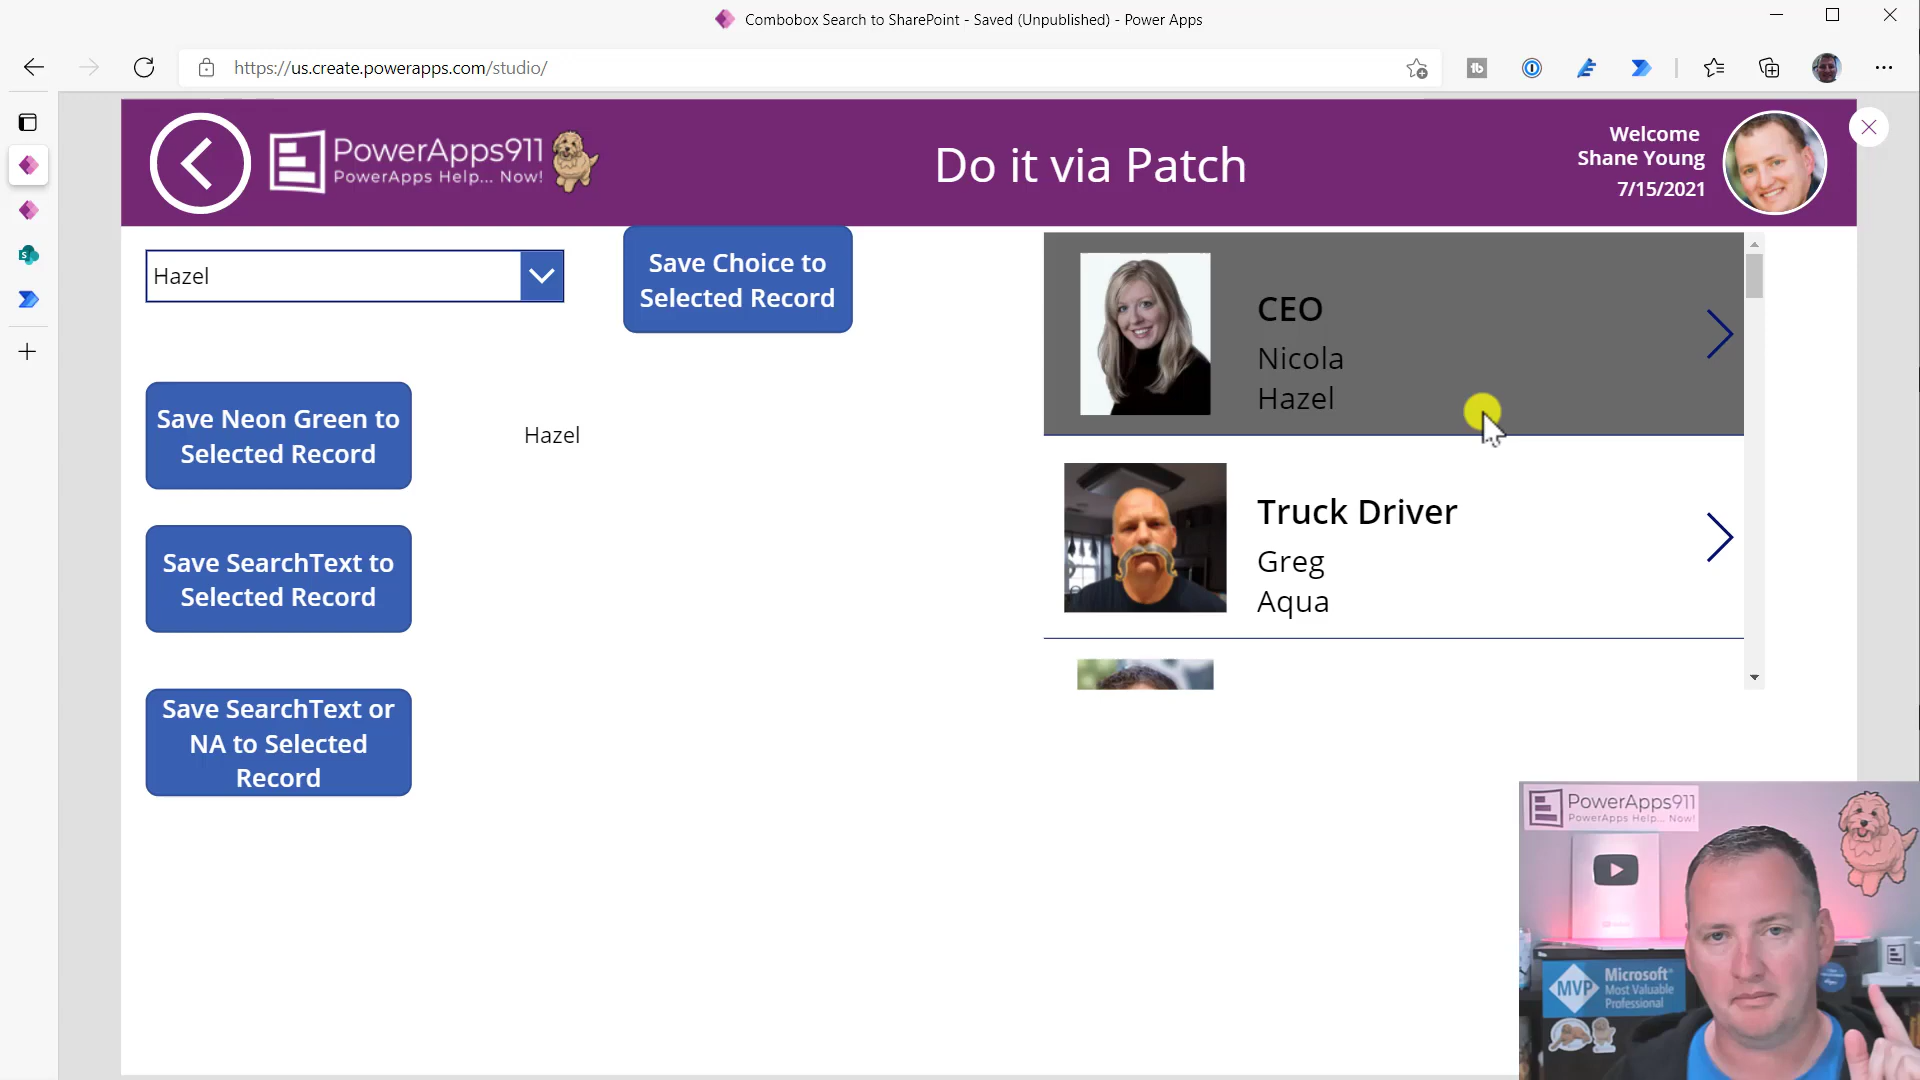 Combobox Search to SharePoint - Saved (Unpublished) - Power Apps
https://us.create.powerapps.com/studio/
PowerApps911
PowerApps Help... Now!
Do it via Patch
Welcome
Shane Young
7/15/2021
Hazel
Save Choice to
Selected Record
CEO
Nicola
Hazel
Save Neon Green to
Selected Record
Hazel
Truck Driver
Greg
Aqua
Save SearchText to
Selected Record
Save SearchText or
NA to Selected
Record
PowerApps911
PowerApps Help... Now!
MVP
Microsoft®
Most Valuable
Professional